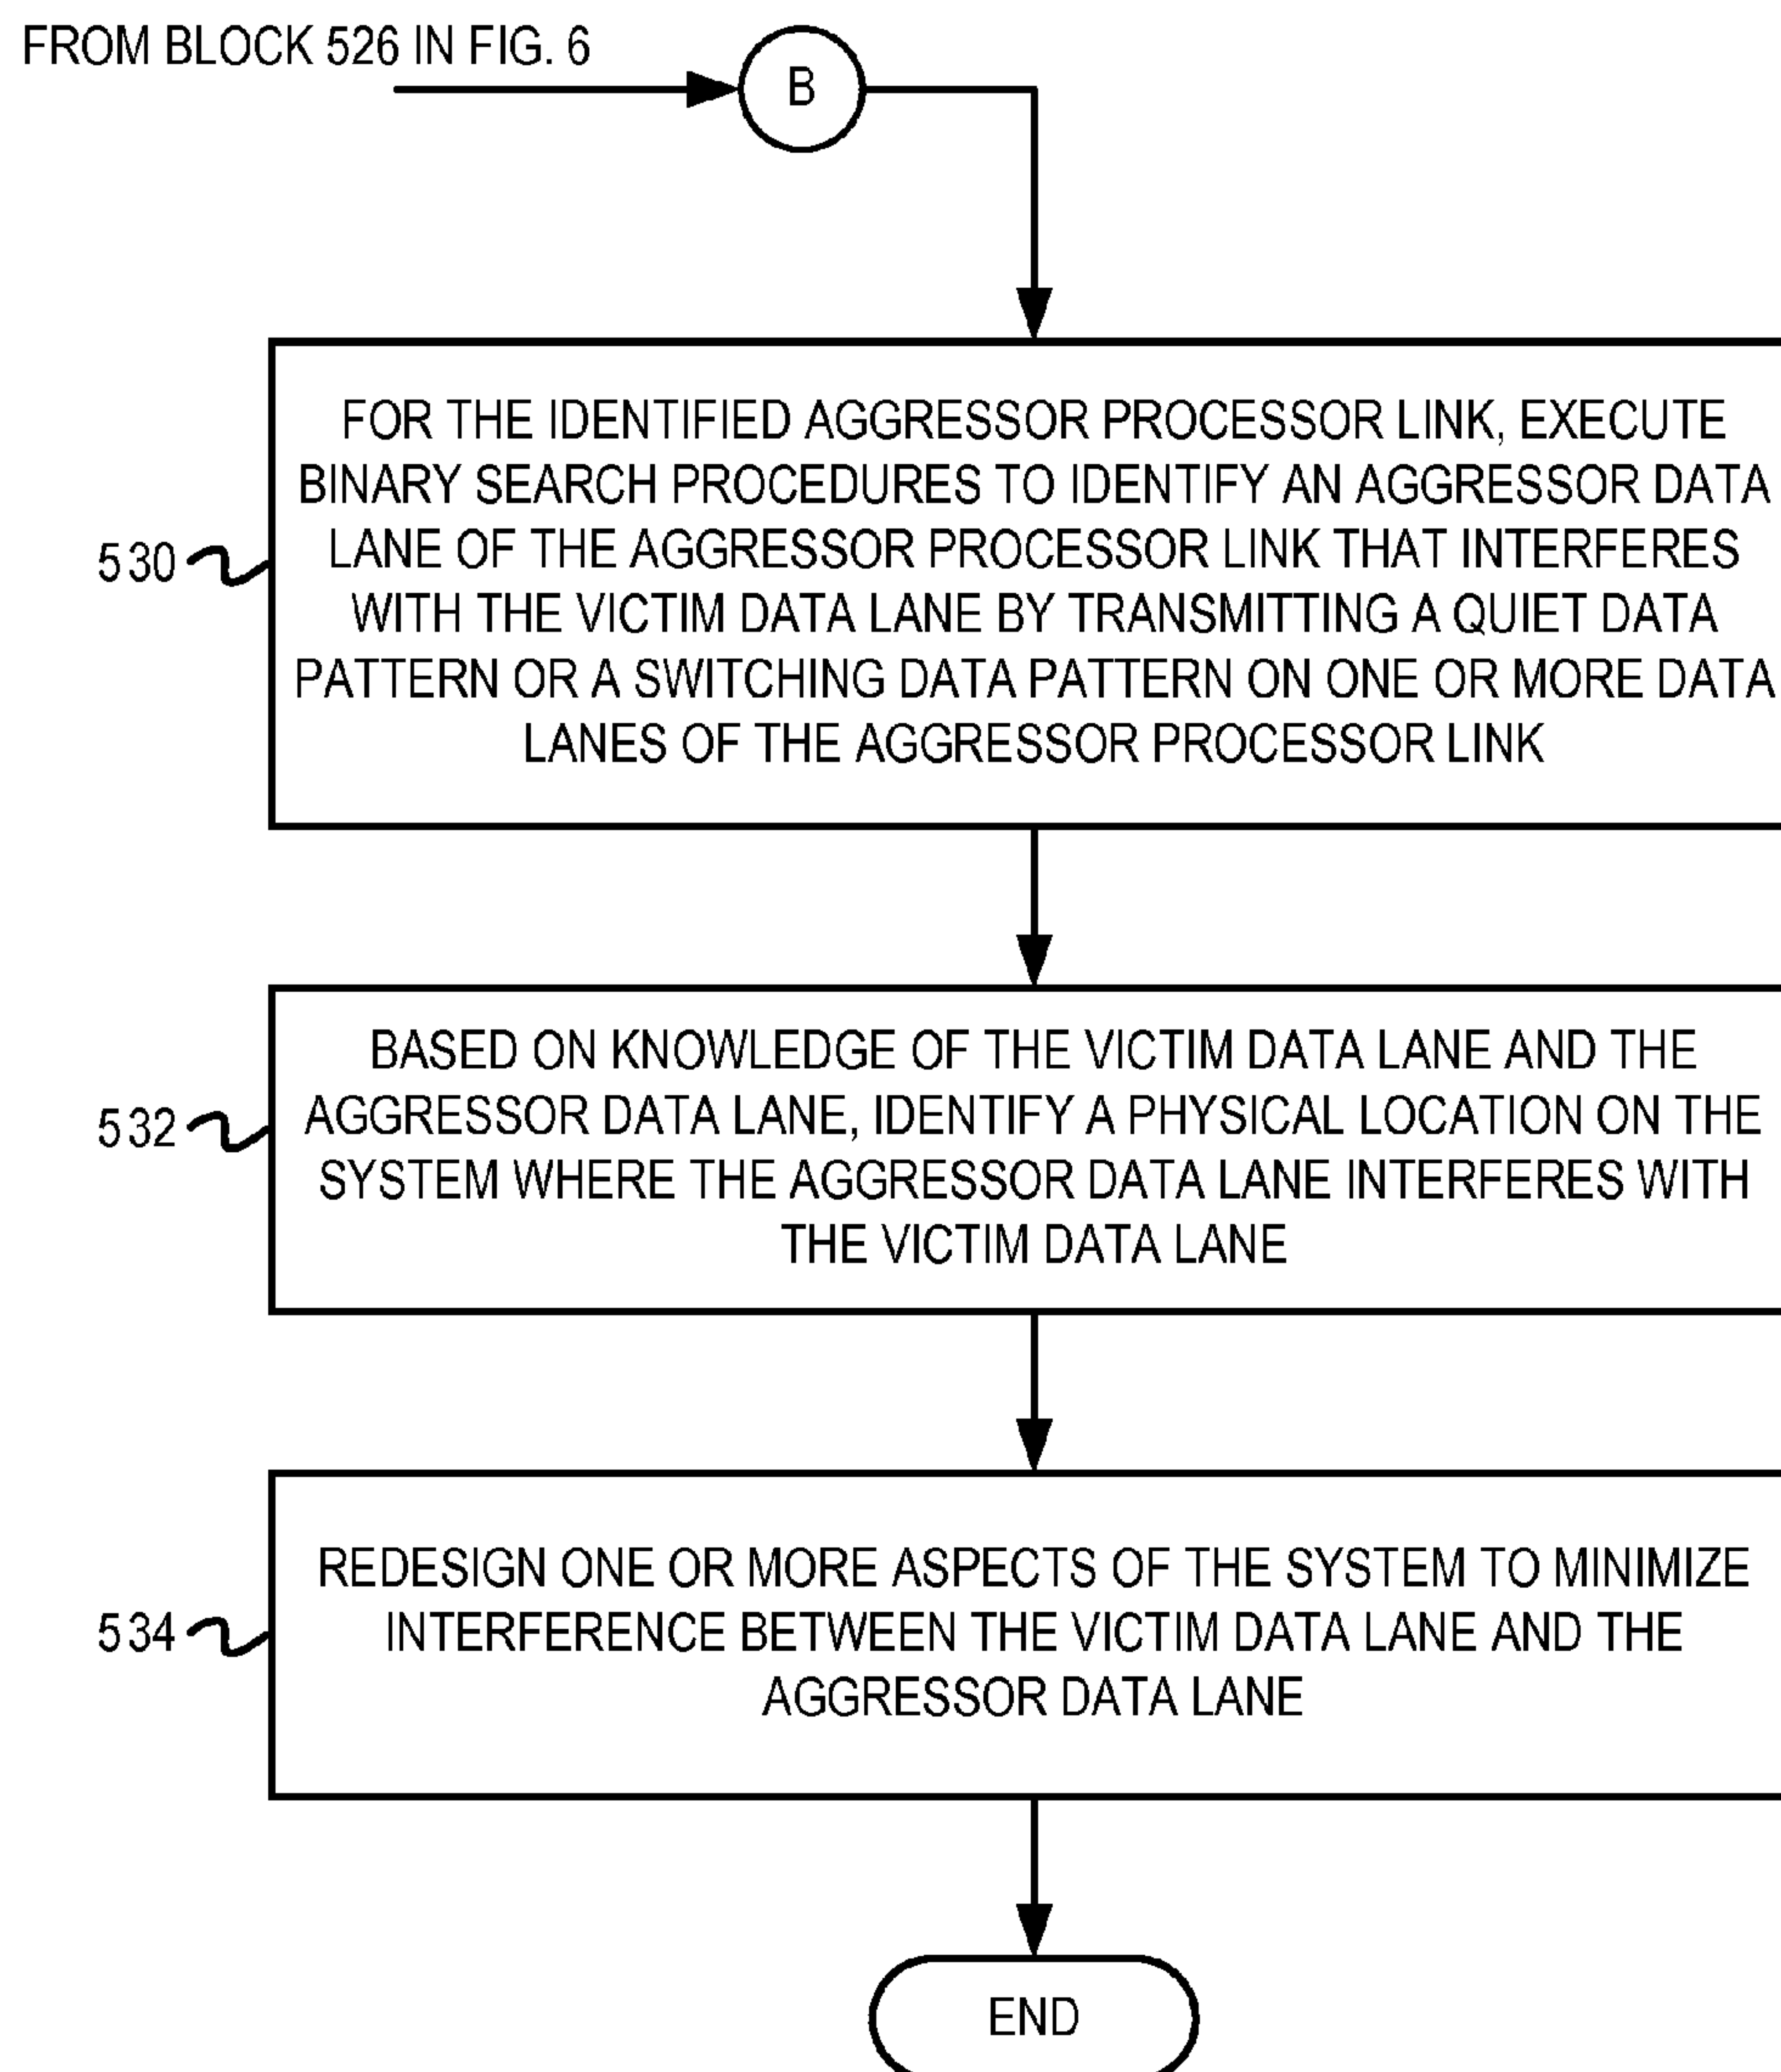 FROM BLOCK 526 IN FIG. 6
B
FOR THE IDENTIFIED AGGRESSOR PROCESSOR LINK, EXECUTE
BINARY SEARCH PROCEDURES TO IDENTIFY AN AGGRESSOR DATA
LANE OF THE AGGRESSOR PROCESSOR LINK THAT INTERFERES
WITH THE VICTIM DATA LANE BY TRANSMITTING A QUIET DATA
PATTERN OR A SWITCHING DATA PATTERN ON ONE OR MORE DATA
LANES OF THE AGGRESSOR PROCESSOR LINK
530
BASED ON KNOWLEDGE OF THE VICTIM DATA LANE AND THE
AGGRESSOR DATA LANE, IDENTIFY A PHYSICAL LOCATION ON THE
SYSTEM WHERE THE AGGRESSOR DATA LANE INTERFERES WITH
THE VICTIM DATA LANE
532
REDESIGN ONE OR MORE ASPECTS OF THE SYSTEM TO MINIMIZE
INTERFERENCE BETWEEN THE VICTIM DATA LANE AND THE
AGGRESSOR DATA LANE
534
END